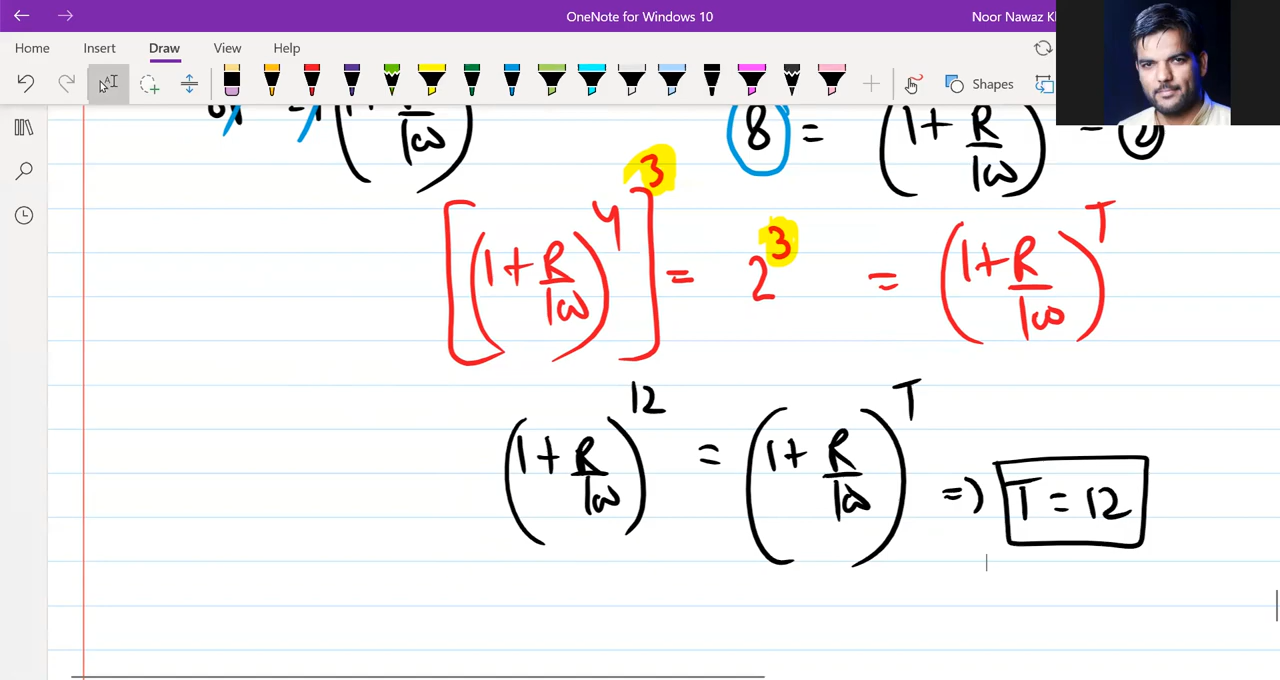 OneNote for Windows 10
Noor Nawaz K
Home Insert Draw View Help
Shapes
8 = (1 + R/100)
[(1 + R/100)^4]^3 = 2^3 = (1 + R/100)^T
(1 + R/100)^12 = (1 + R/100)^T => T = 12